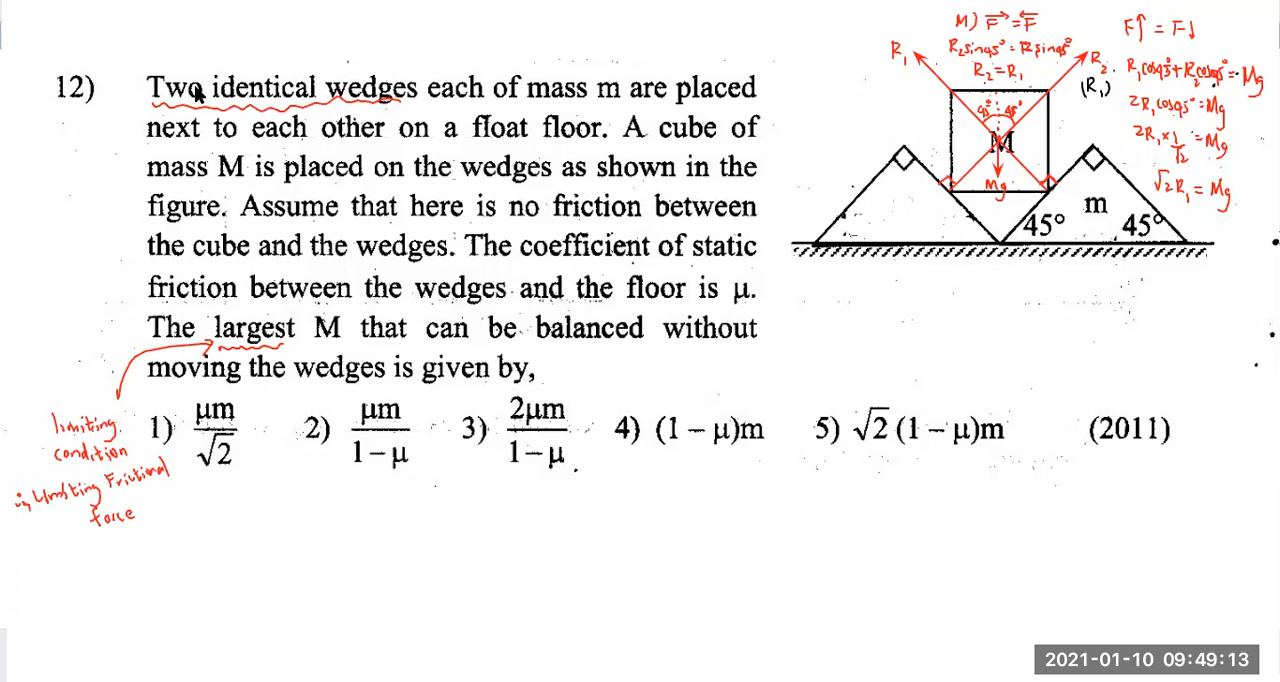 12) Two identical wedges each of mass m are placed
next to each other on a float floor. A cube of
mass M is placed on the wedges as shown in the
figure. Assume that here is no friction between
the cube and the wedges. The coefficient of static
friction between the wedges and the floor is μ.
The largest M that can be balanced without
moving the wedges is given by,
1) μm/√2 2) μm/1−μ 3) 2μm/1−μ 4) (1 − μ)m 5) √2 (1 − μ)m (2011)
limiting
condition
∴ limiting Frictional
force
M) F→ = F←
R₂sin45° = R₁sin45°
R₂ = R₁
R₁
R₂
(R₁)
45° 45°
M
Mg
m
45° 45°
F↑ = F↓
R₁cos45° + R₂cos45° = Mg
2R₁cos45° = Mg
2R₁ × 1/√2 = Mg
√2R₁ = Mg
2021-01-10 09:49:13